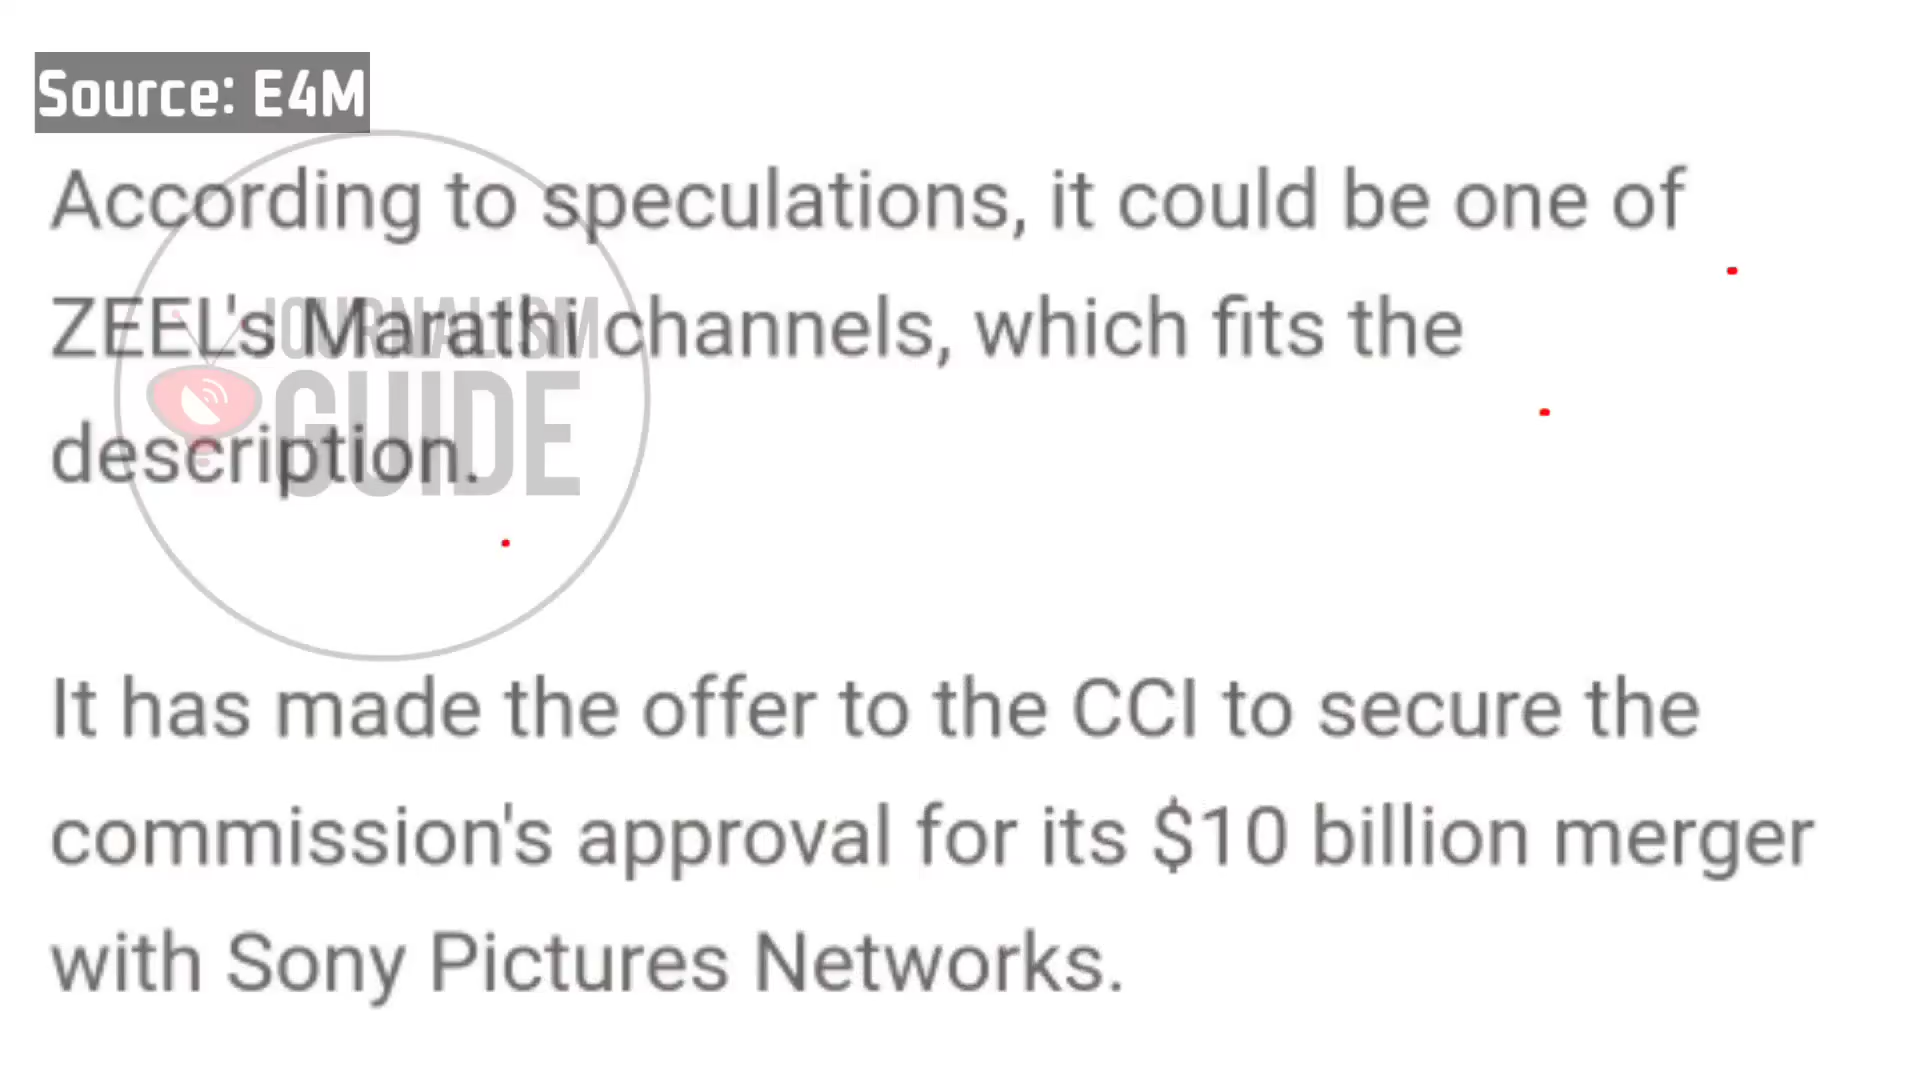 Source: E4M
According to speculations, it could be one of
ZEEL's Marathi channels, which fits the
description.
JOURNALISM
GUIDE
It has made the offer to the CCI to secure the
commission's approval for its $10 billion merger
with Sony Pictures Networks.